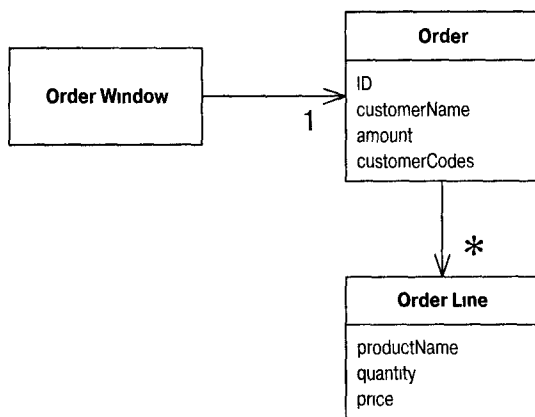 Order
Order Window
ID
customerName
amount
customerCodes
1
*
Order Line
productName
quantity
price